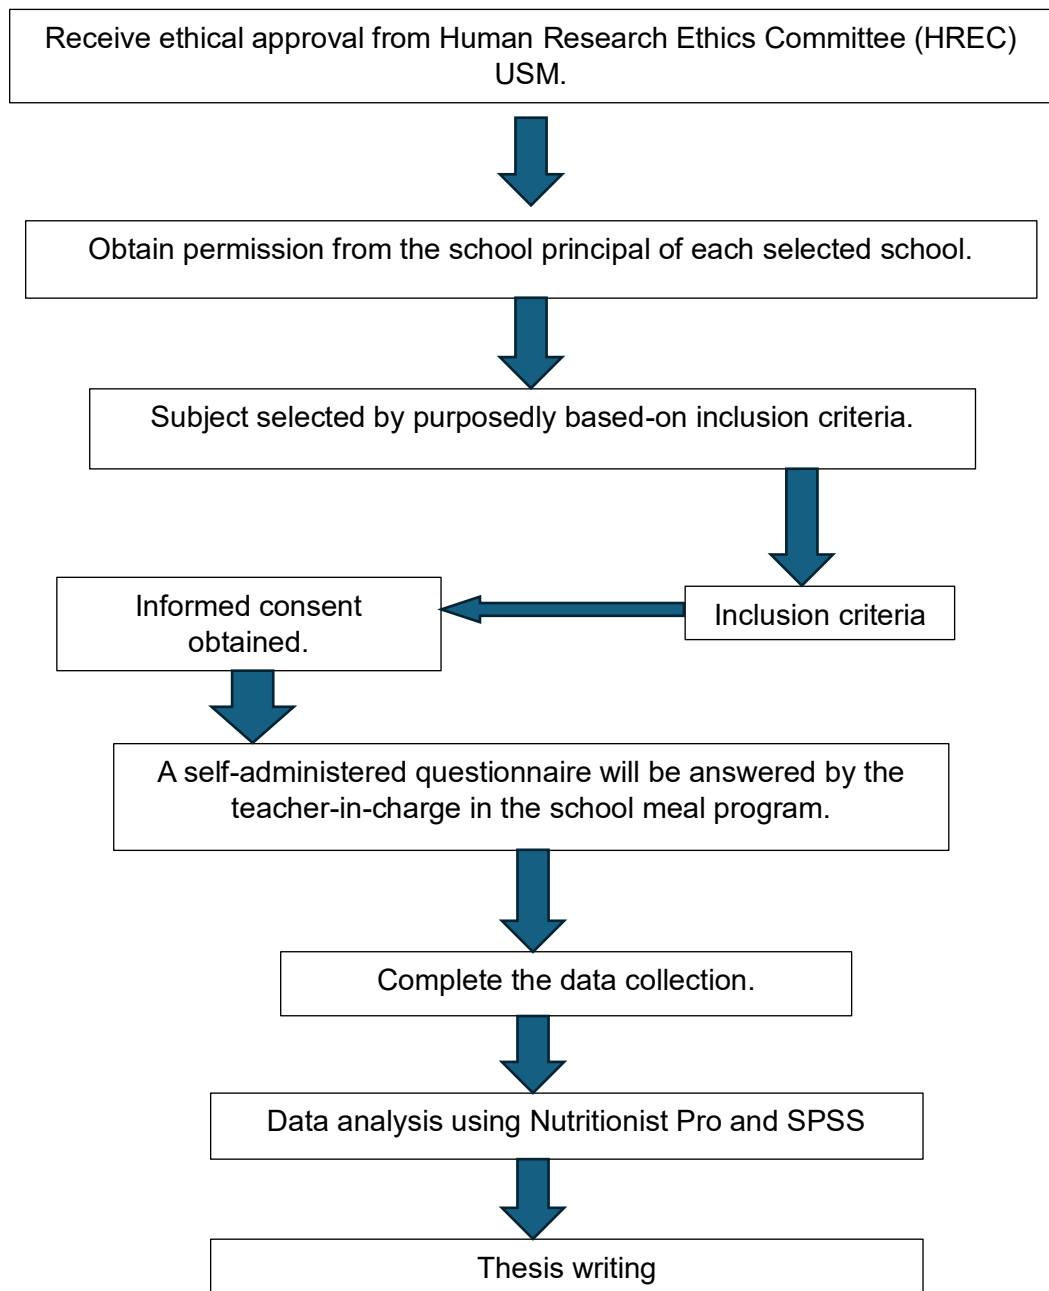 Receive ethical approval from Human Research Ethics Committee (HREC)
USM.
Obtain permission from the school principal of each selected school.
Subject selected by purposedly based-on inclusion criteria.
Informed consent
obtained.
Inclusion criteria
A self-administered questionnaire will be answered by the
teacher-in-charge in the school meal program.
Complete the data collection.
Data analysis using Nutritionist Pro and SPSS
Thesis writing